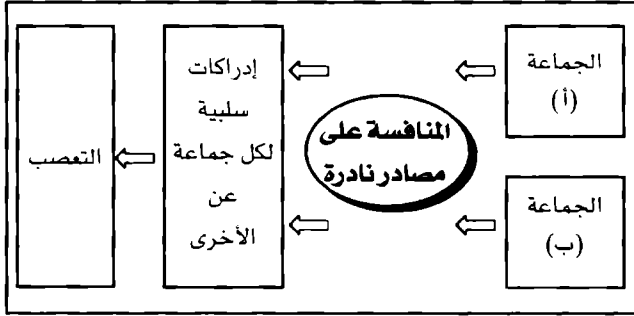 الجماعة
(أ)
الجماعة
(ب)
المنافسة على
مصادر نادرة
إدراكات
سلبية
لكل جماعة
عن
الأخرى
التعصب